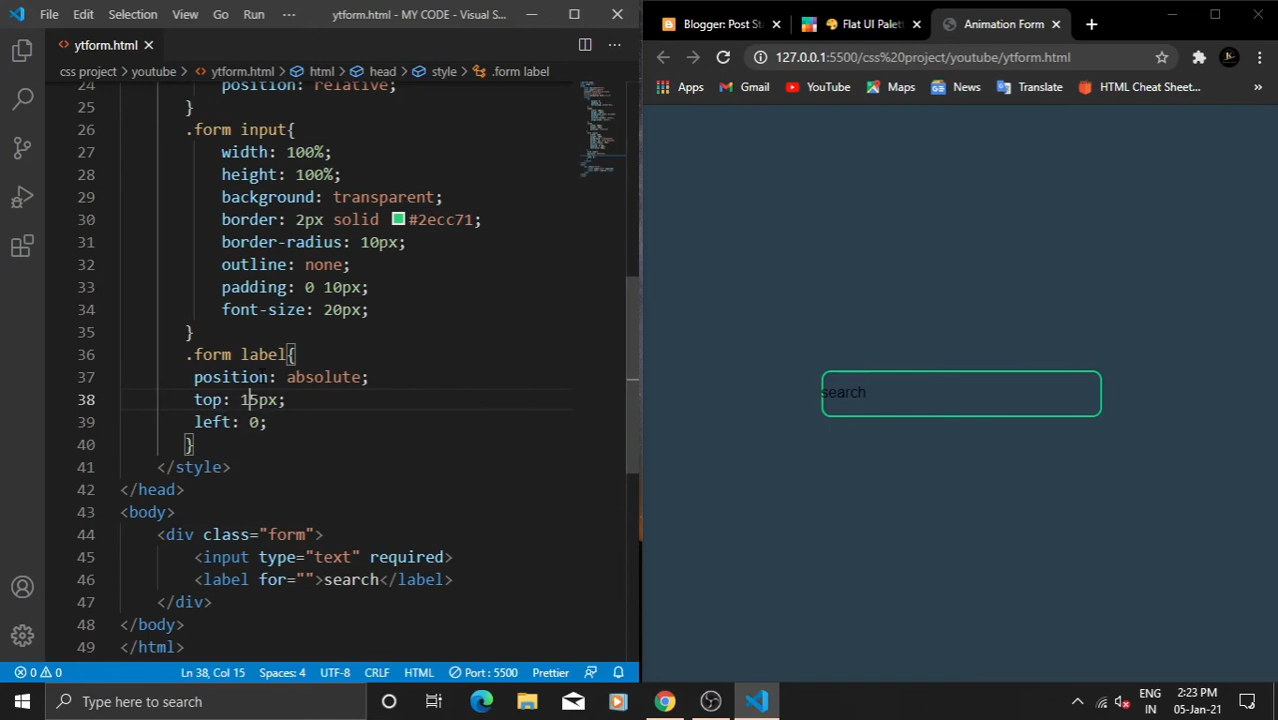 File Edit Selection View Go Run ••• ytform.html - MY CODE - Visual S...
ytform.html
css project > youtube > ytform.html > html > head > style > .form label
24 position: relative;
25 }
26 .form input{
27 width: 100%;
28 height: 100%;
29 background: transparent;
30 border: 2px solid #2ecc71;
31 border-radius: 10px;
32 outline: none;
33 padding: 0 10px;
34 font-size: 20px;
35 }
36 .form label{
37 position: absolute;
38 top: 15px;
39 left: 0;
40 }
41 </style>
42 </head>
43 <body>
44 <div class="form">
45 <input type="text" required>
46 <label for="">search</label>
47 </div>
48 </body>
49 </html>
0 0 Ln 38, Col 15 Spaces: 4 UTF-8 CRLF HTML Port : 5500 Prettier
Blogger: Post St Flat UI Palet Animation Form
127.0.0.1:5500/css%20project/youtube/ytform.html
Apps Gmail YouTube Maps News Translate HTML Cheat Sheet... »
search
Type here to search
ENG
IN
2:23 PM
05-Jan-21